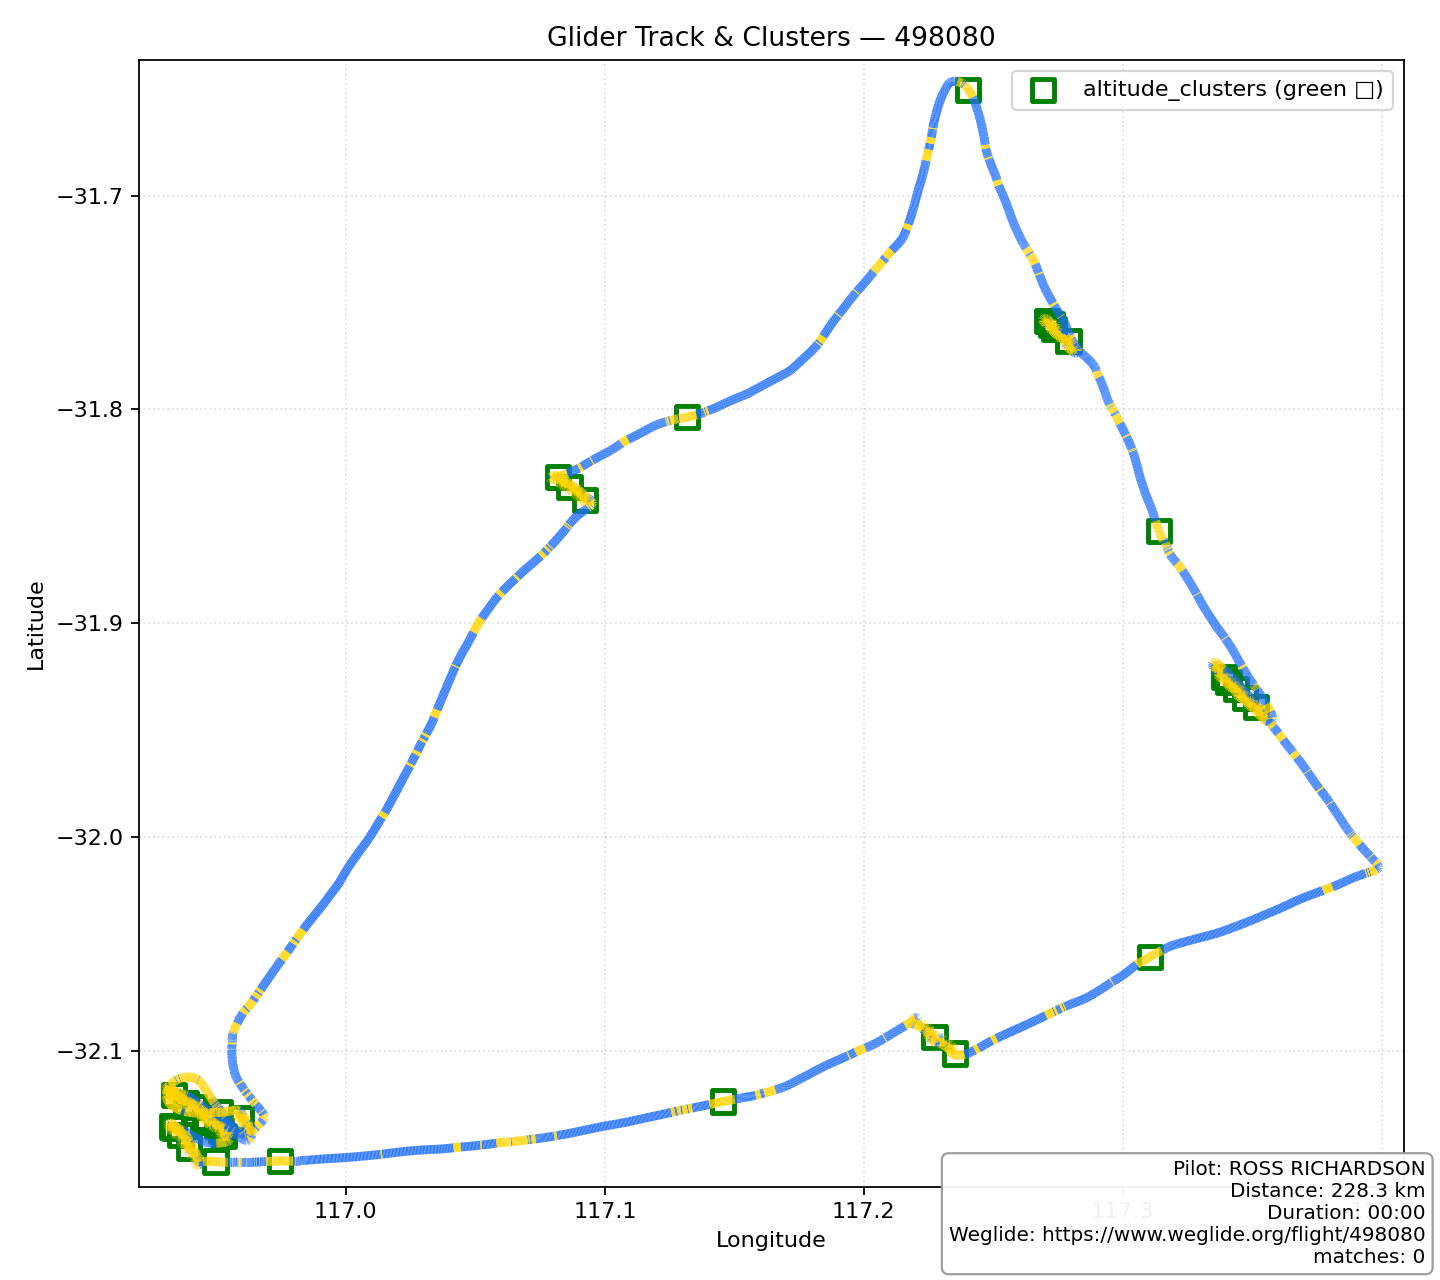 Glider Track & Clusters — 498080
altitude_clusters (green □)
−31.7
−31.8
−31.9
−32.0
−32.1
Latitude
117.0
117.1
117.2
117.3
Longitude
Pilot: ROSS RICHARDSON
Distance: 228.3 km
Duration: 00:00
Weglide: https://www.weglide.org/flight/498080
matches: 0